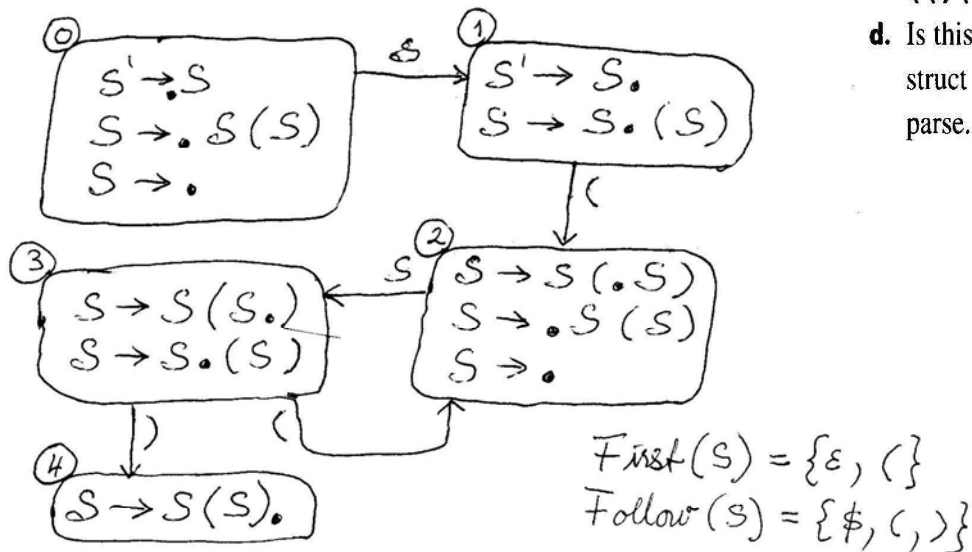 0
S' → .S
S → . S (S)
S → .
S
1
S' → S.
S → S. (S)
(
2
S → S (. S)
S → . S (S)
S → .
S
3
S → S (S.)
S → S. (S)
)
(
4
S → S (S).
First (S) = {ε, (}
Follow (S) = {$, (, )}
d. Is this
struct
parse.